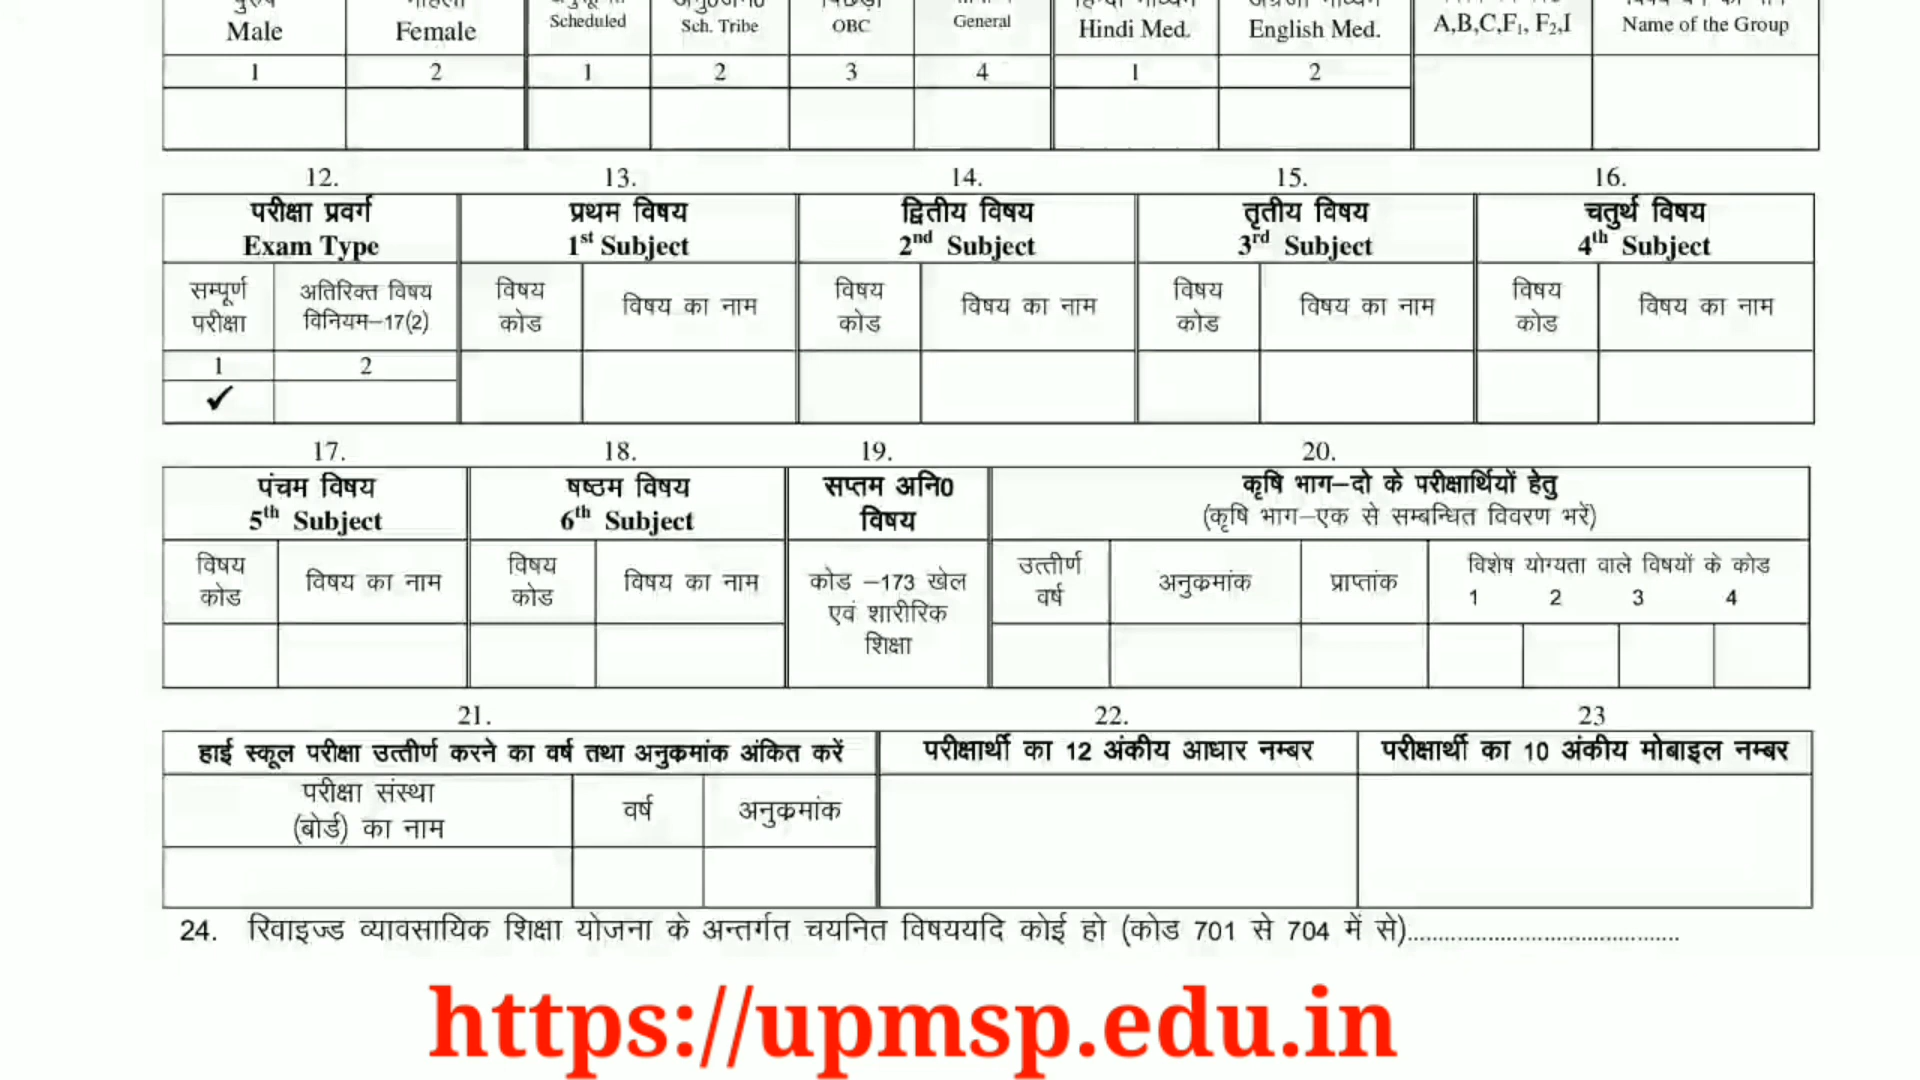 Male Female Scheduled Sch. Tribe OBC General Hindi Med. English Med. A,B,C,F₁, F₂,I Name of the Group
1 2 1 2 3 4 1 2
12. 13. 14. 15. 16.
परीक्षा प्रवर्ग प्रथम विषय द्वितीय विषय तृतीय विषय चतुर्थ विषय
Exam Type 1st Subject 2nd Subject 3rd Subject 4th Subject
सम्पूर्ण अतिरिक्त विषय विषय विषय का नाम विषय विषय का नाम विषय विषय का नाम विषय विषय का नाम
परीक्षा विनियम–17(2) कोड कोड कोड कोड
1 2
✓
17. 18. 19. 20.
पंचम विषय षष्ठम विषय सप्तम अनि0 कृषि भाग–दो के परीक्षार्थियों हेतु
5th Subject 6th Subject विषय (कृषि भाग–एक से सम्बन्धित विवरण भरें)
विषय विषय का नाम विषय विषय का नाम कोड –173 खेल उत्तीर्ण अनुक्रमांक प्राप्तांक विशेष योग्यता वाले विषयों के कोड
कोड कोड एवं शारीरिक वर्ष 1 2 3 4
शिक्षा
21. 22. 23
हाई स्कूल परीक्षा उत्तीर्ण करने का वर्ष तथा अनुक्रमांक अंकित करें परीक्षार्थी का 12 अंकीय आधार नम्बर परीक्षार्थी का 10 अंकीय मोबाइल नम्बर
परीक्षा संस्था वर्ष अनुक्रमांक
(बोर्ड) का नाम
24. रिवाइज्ड व्यावसायिक शिक्षा योजना के अन्तर्गत चयनित विषययदि कोई हो (कोड 701 से 704 में से)..........................................
https://upmsp.edu.in